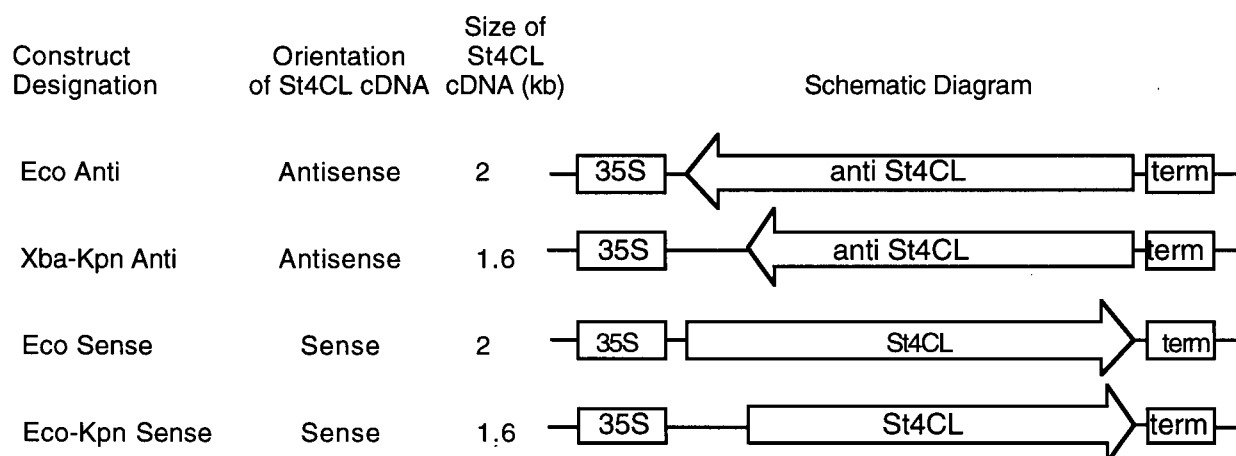 Construct Designation
Orientation of St4CL cDNA
Size of St4CL cDNA (kb)
Schematic Diagram
Eco Anti Antisense 2 35S anti St4CL term
Xba-Kpn Anti Antisense 1.6 35S anti St4CL term
Eco Sense Sense 2 35S St4CL term
Eco-Kpn Sense Sense 1.6 35S St4CL term